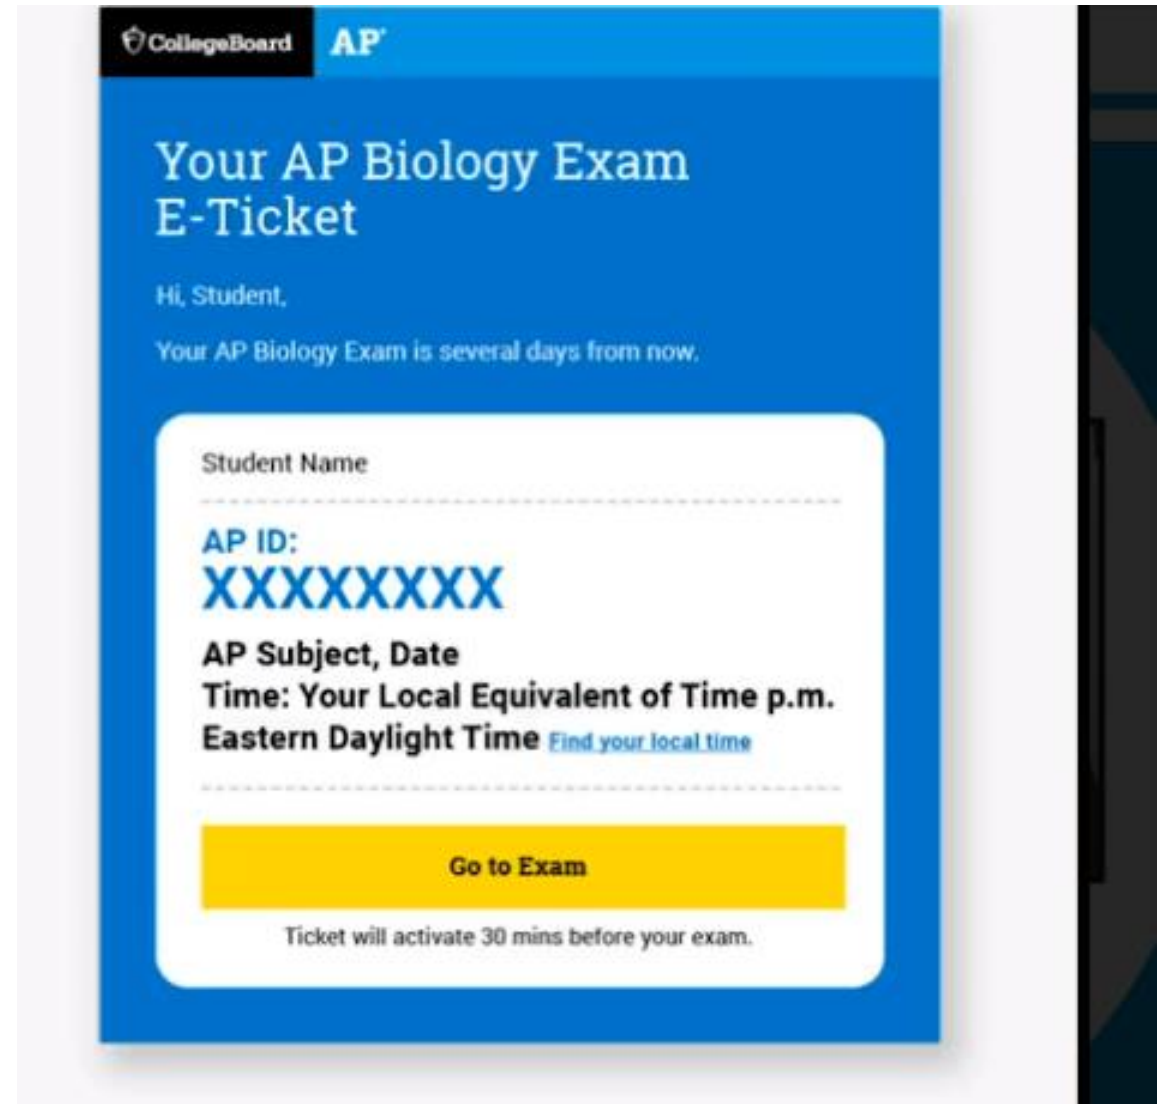 CollegeBoard AP
Your AP Biology Exam
E-Ticket
Hi, Student,
Your AP Biology Exam is several days from now.
Student Name
AP ID:
XXXXXXXX
AP Subject, Date
Time: Your Local Equivalent of Time p.m.
Eastern Daylight Time Find your local time
Go to Exam
Ticket will activate 30 mins before your exam.